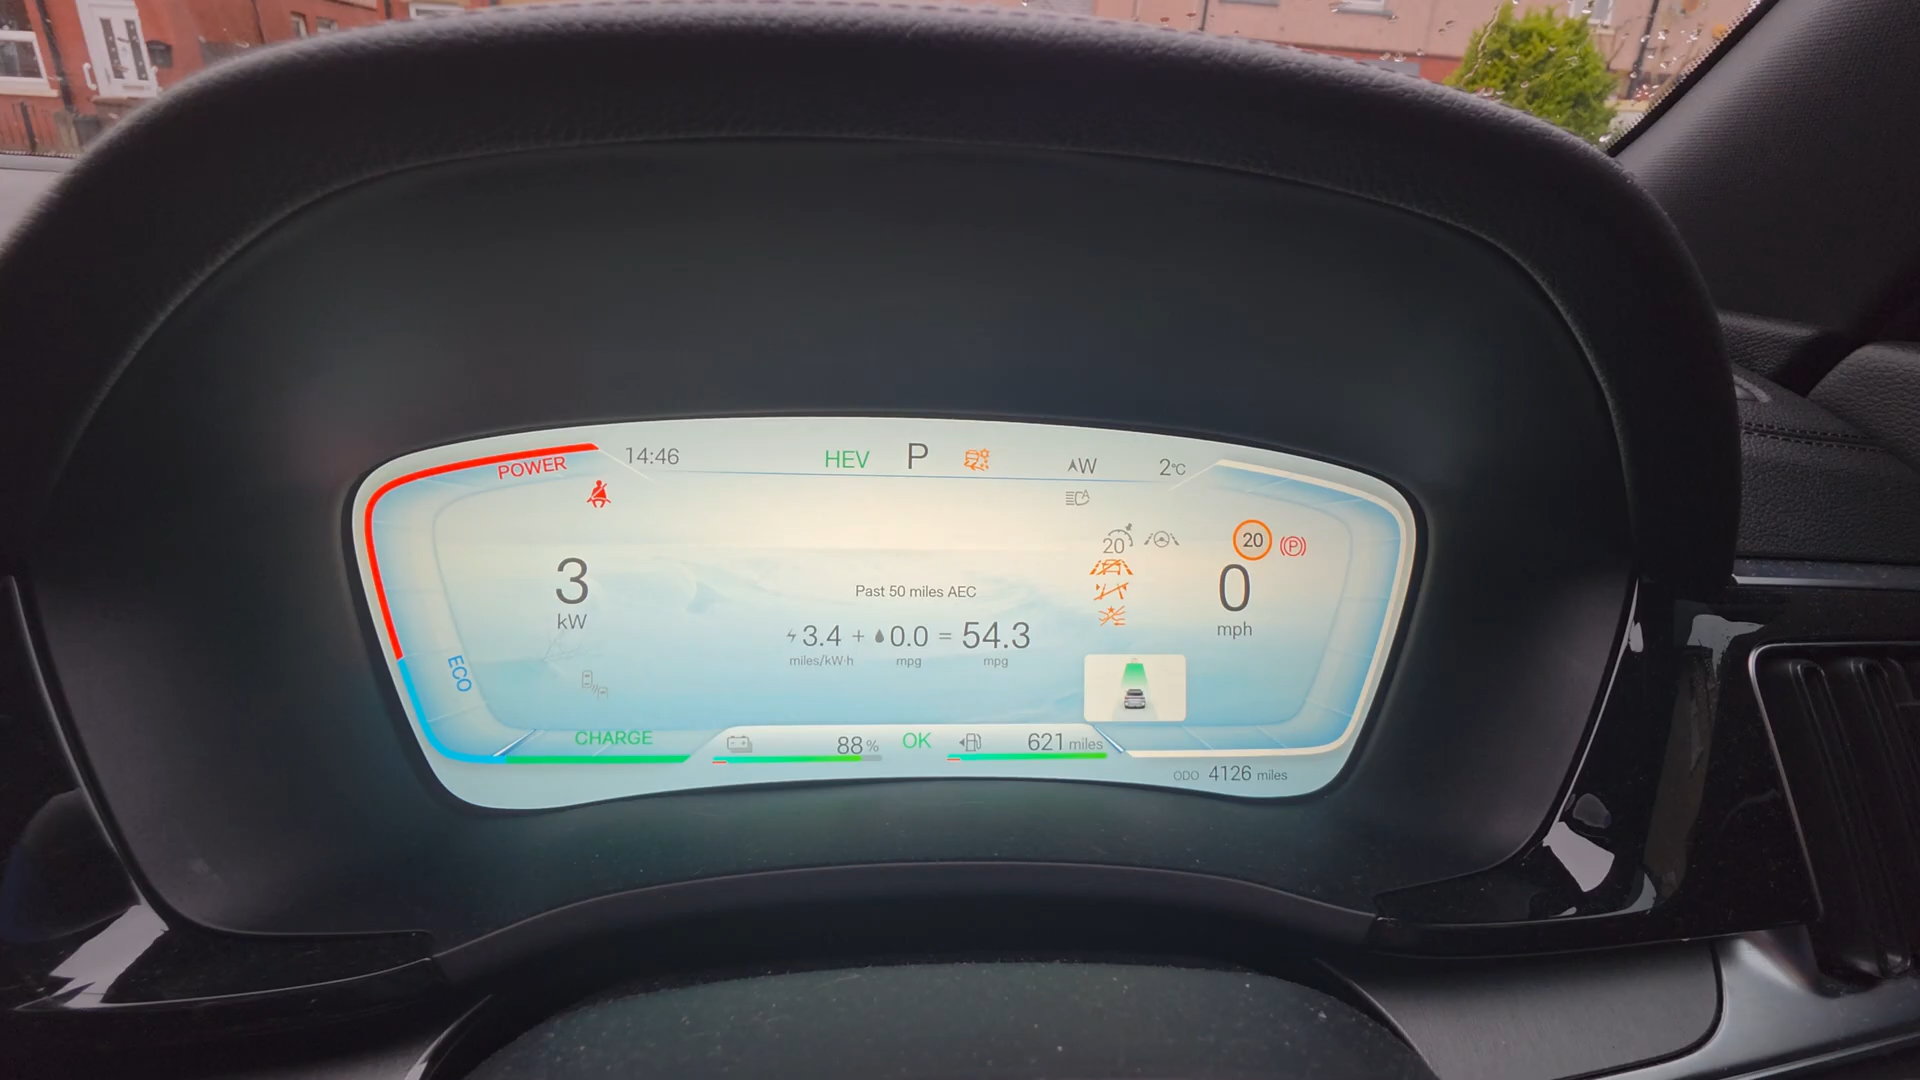 14:46 HEV P W 2°C
POWER
A
20 20 P
3 0
kW mph
Past 50 miles AEC
3.4 + 0.0 = 54.3
miles/kW·h mpg mpg
ECO
CHARGE 88% OK 621 miles
ODO 4126 miles